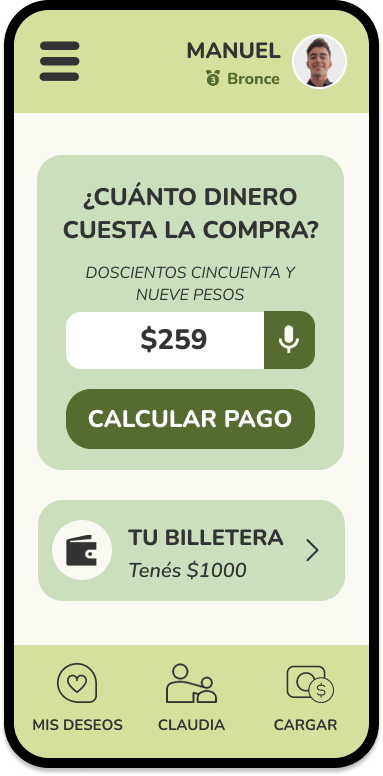 MANUEL
3 Bronce
¿CUÁNTO DINERO
CUESTA LA COMPRA?
DOSCIENTOS CINCUENTA Y
NUEVE PESOS
$259
CALCULAR PAGO
TU BILLETERA
Tenés $1000
$
MIS DESEOS
CLAUDIA
CARGAR